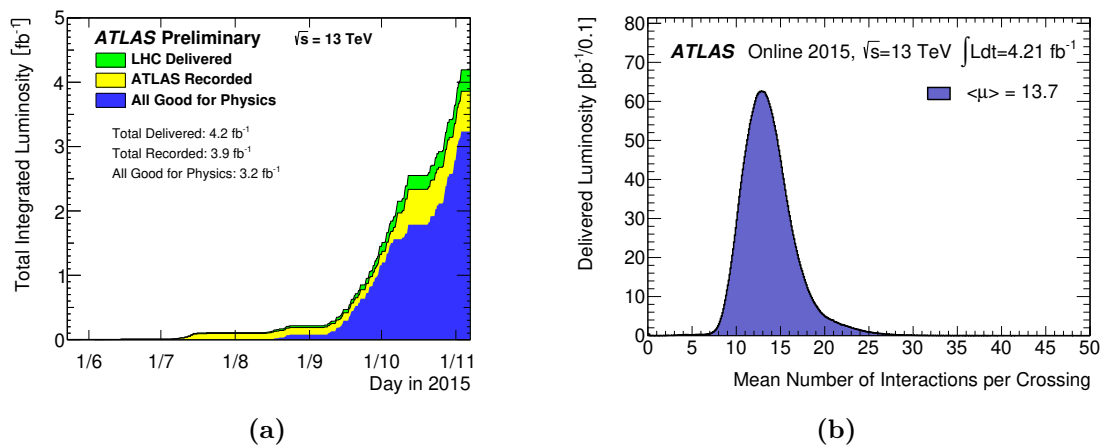 Total Integrated Luminosity [fb⁻¹]
5
4
3
2
1
0
ATLAS Preliminary √s = 13 TeV
LHC Delivered
ATLAS Recorded
All Good for Physics
Total Delivered: 4.2 fb⁻¹
Total Recorded: 3.9 fb⁻¹
All Good for Physics: 3.2 fb⁻¹
1/6 1/7 1/8 1/9 1/10 1/11
Day in 2015
(a)
Delivered Luminosity [pb⁻¹/0.1]
80
70
60
50
40
30
20
10
0
ATLAS Online 2015, √s=13 TeV ∫Ldt=4.21 fb⁻¹
<μ> = 13.7
0 5 10 15 20 25 30 35 40 45 50
Mean Number of Interactions per Crossing
(b)